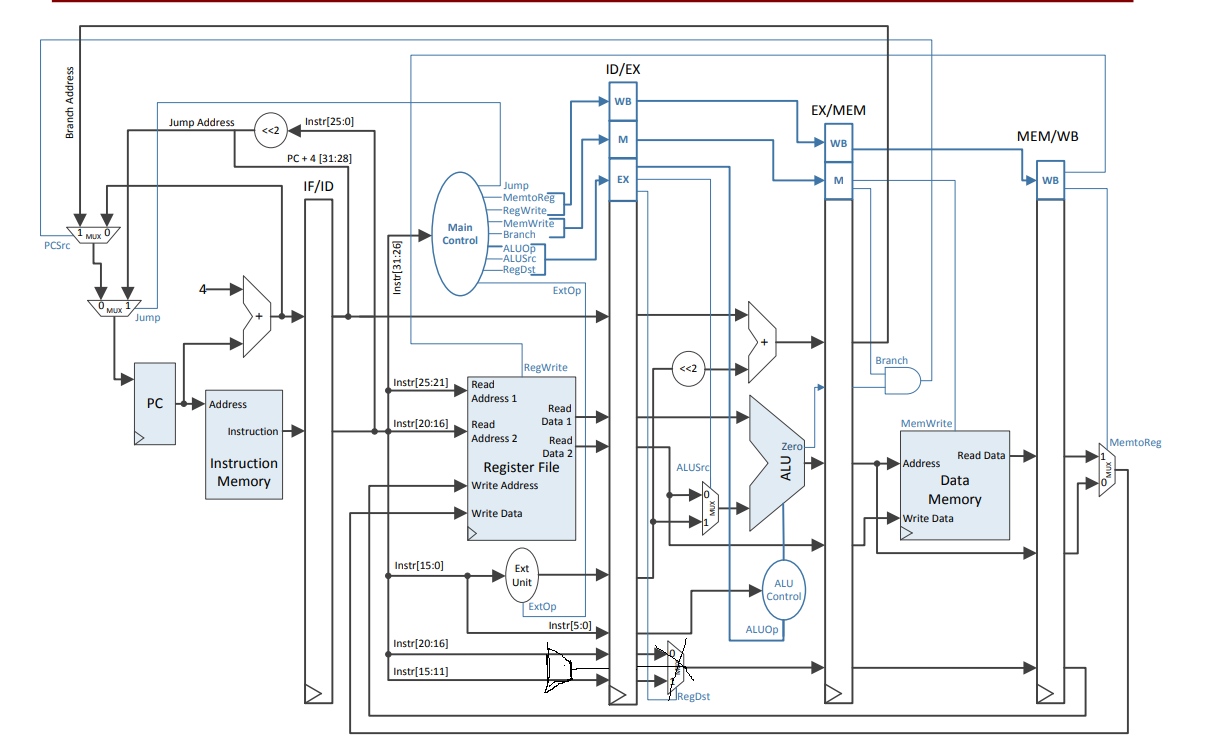 ID/EX
EX/MEM
MEM/WB
IF/ID
Branch Address
Jump Address
<<2
Instr[25:0]
PC + 4 [31:28]
WB
M
EX
WB
M
WB
1 MUX 0
PCSrc
0 MUX 1
Jump
4
+
Main
Control
Jump
MemtoReg
RegWrite
MemWrite
Branch
ALUOp
ALUSrc
RegDst
ExtOp
Instr[31:26]
PC
Address
Instruction
Instruction
Memory
RegWrite
Instr[25:21]
Instr[20:16]
Read
Address 1
Read
Address 2
Read
Data 1
Read
Data 2
Register File
Write Address
Write Data
Instr[15:0]
Ext
Unit
ExtOp
Instr[5:0]
Instr[20:16]
Instr[15:11]
+
<<2
ALUSrc
0
MUX
1
Zero
ALU
ALU
Control
ALUOp
0
RegDst
Branch
MemWrite
Address
Read Data
Data
Memory
Write Data
MemtoReg
1
MUX
0